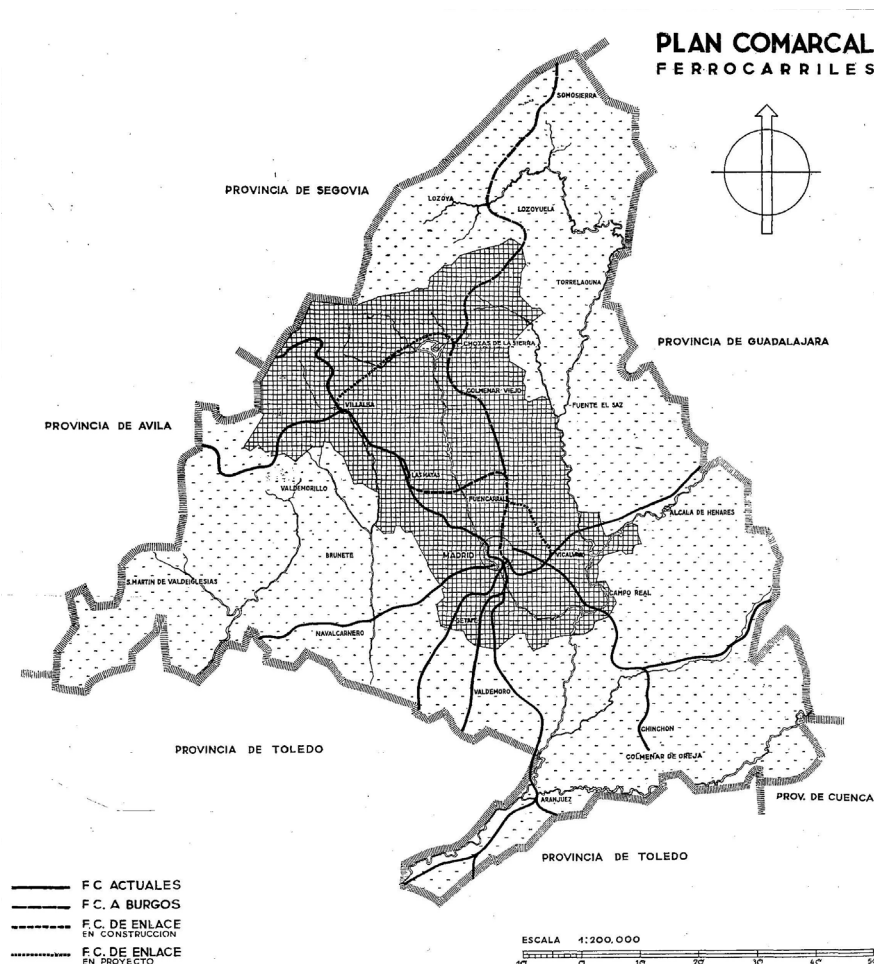 PLAN COMARCAL
FERROCARRILES
SOMOSIERRA
PROVINCIA DE SEGOVIA
LOZOYA
LOZOYUELA
TORRELAGUNA
PROVINCIA DE GUADALAJARA
CHOZAS DE LA SIERRA
COLMENAR VIEJO
VILLALBA
FUENTE EL SAZ
PROVINCIA DE AVILA
LAS MATAS
VALDEMORILLO
FUENCARRAL
ALCALA DE HENARES
BRUNETE
MADRID
VICALVARO
S. MARTIN DE VALDEIGLESIAS
CAMPO REAL
GETAFE
NAVALCARNERO
VALDEMORO
CHINCHON
PROVINCIA DE TOLEDO
COLMENAR DE OREJA
ARANJUEZ
PROV. DE CUENCA
PROVINCIA DE TOLEDO
F C ACTUALES
F C. A BURGOS
F. C. DE ENLACE
EN CONSTRUCCION
F. C. DE ENLACE
EN PROYECTO
ESCALA 1:200,000